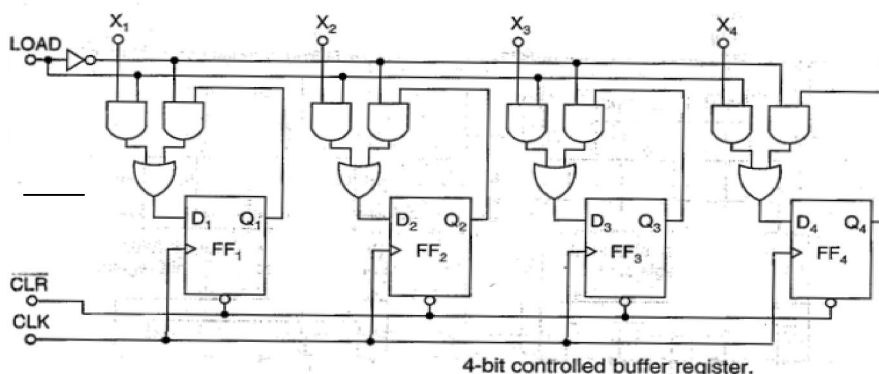 X₁ X₂ X₃ X₄
LOAD
D₁ Q₁ D₂ Q₂ D₃ Q₃ D₄ Q₄
FF₁ FF₂ FF₃ FF₄
C̅L̅R̅
CLK
4-bit controlled buffer register.